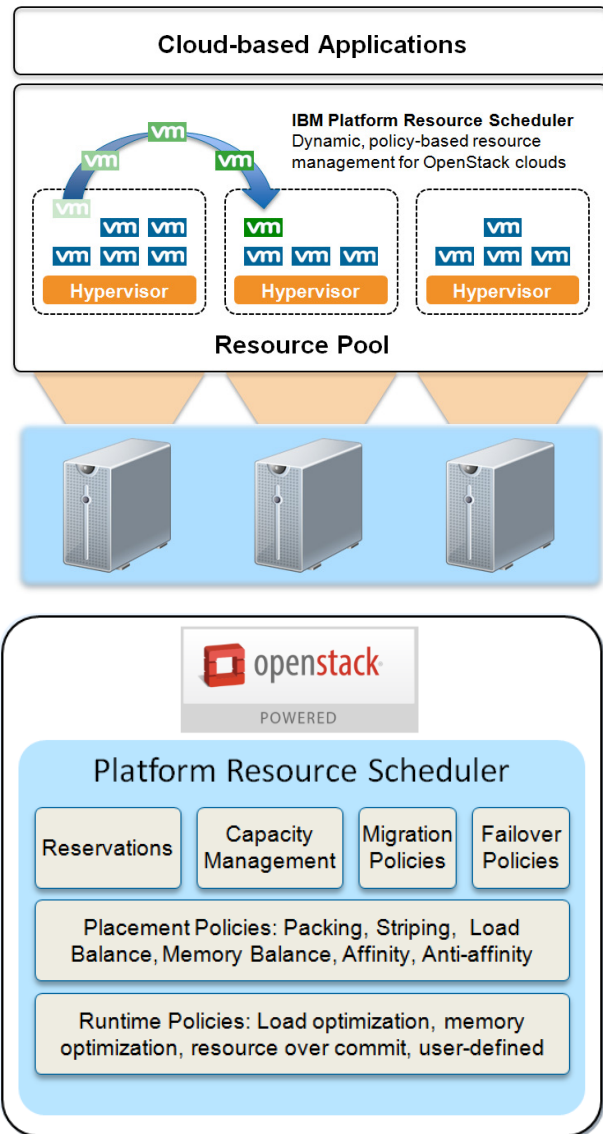 Cloud-based Applications
IBM Platform Resource Scheduler
Dynamic, policy-based resource
management for OpenStack clouds
vm
vm
vm
vm
vm
vm vm
vm vm vm
Hypervisor
vm
vm vm vm
Hypervisor
vm
vm vm vm
Hypervisor
Resource Pool
openstack
POWERED
Platform Resource Scheduler
Reservations
Capacity
Management
Migration
Policies
Failover
Policies
Placement Policies: Packing, Striping, Load
Balance, Memory Balance, Affinity, Anti-affinity
Runtime Policies: Load optimization, memory
optimization, resource over commit, user-defined